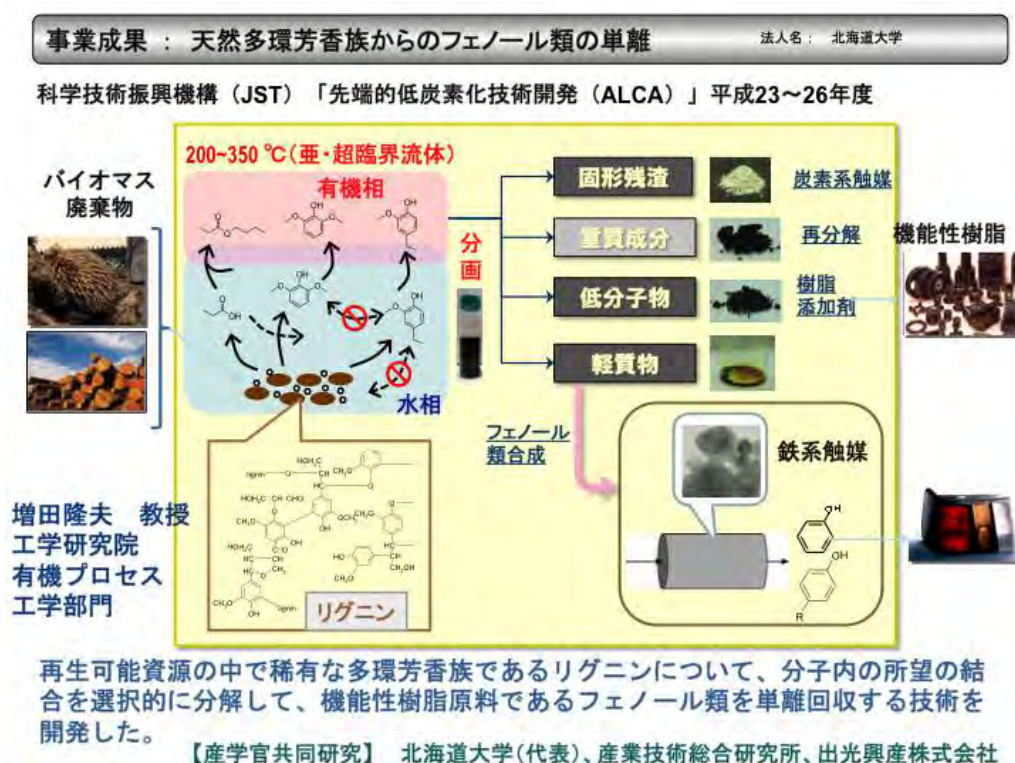 事業成果 ： 天然多環芳香族からのフェノール類の単離
法人名： 北海道大学
科学技術振興機構（JST）「先端的低炭素化技術開発（ALCA）」平成23～26年度
バイオマス
廃棄物
200~350 ℃（亜・超臨界流体）
有機相
水相
分
画
固形残渣
炭素系触媒
重質成分
再分解
低分子物
樹脂
添加剤
軽質物
機能性樹脂
フェノール
類合成
鉄系触媒
OH
OH
R
リグニン
増田隆夫 教授
工学研究院
有機プロセス
工学部門
再生可能資源の中で稀有な多環芳香族であるリグニンについて、分子内の所望の結
合を選択的に分解して、機能性樹脂原料であるフェノール類を単離回収する技術を
開発した。
【産学官共同研究】 北海道大学（代表）、産業技術総合研究所、出光興産株式会社